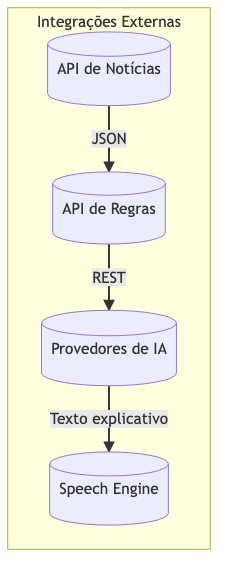 Integrações Externas
API de Notícias
JSON
API de Regras
REST
Provedores de IA
Texto explicativo
Speech Engine